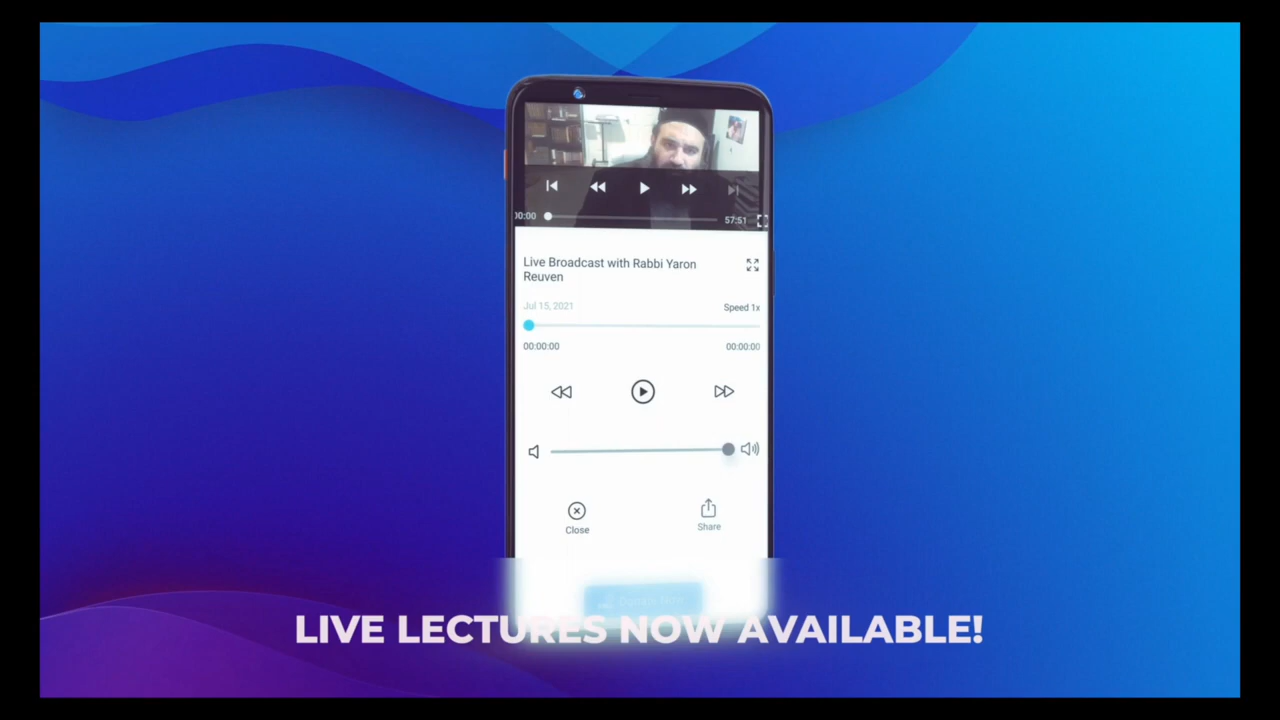 00:00
57:51
Live Broadcast with Rabbi Yaron
Reuven
Jul 15, 2021
Speed 1x
00:00:00
00:00:00
Close
Share
LIVE LECTURES NOW AVAILABLE!